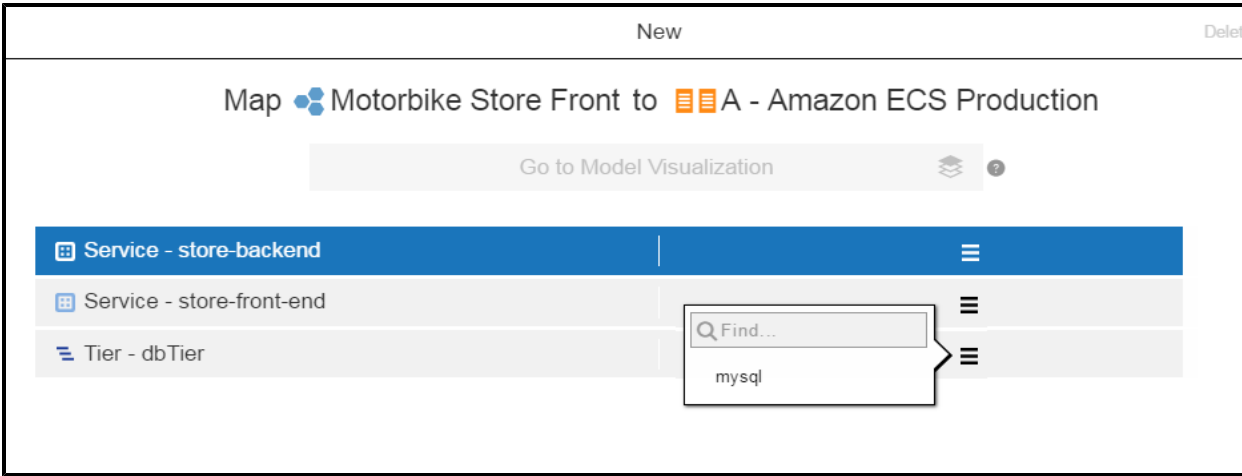 New
Delet
Map Motorbike Store Front to A - Amazon ECS Production
Go to Model Visualization
?
Service - store-backend
Service - store-front-end
Find...
Tier - dbTier
mysql